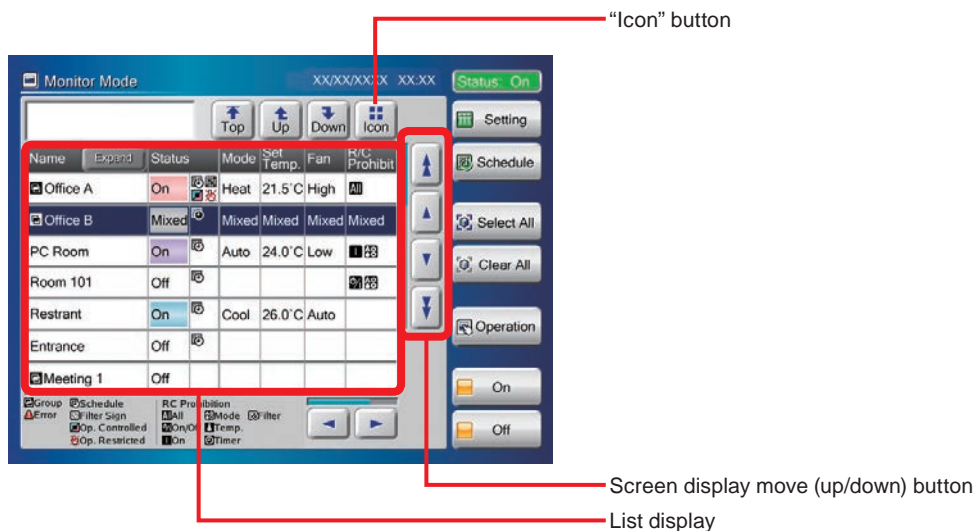 “Icon” button
Monitor Mode XX/XX/XXXX XX:XX Status: On
Top Up Down Icon Setting
Name Expand Status Mode Set Temp. Fan R/C Prohibit
Schedule
Office A On Heat 21.5°C High All
Office B Mixed Mixed Mixed Mixed Mixed
Select All
PC Room On Auto 24.0°C Low
Clear All
Room 101 Off
Restrant On Cool 26.0°C Auto
Operation
Entrance Off
Meeting 1 Off
On
Group Schedule RC Prohibition
Error Filter Sign All Mode Filter
Op. Controlled On/Off Temp.
Op. Restricted On Timer
Off
Screen display move (up/down) button
List display